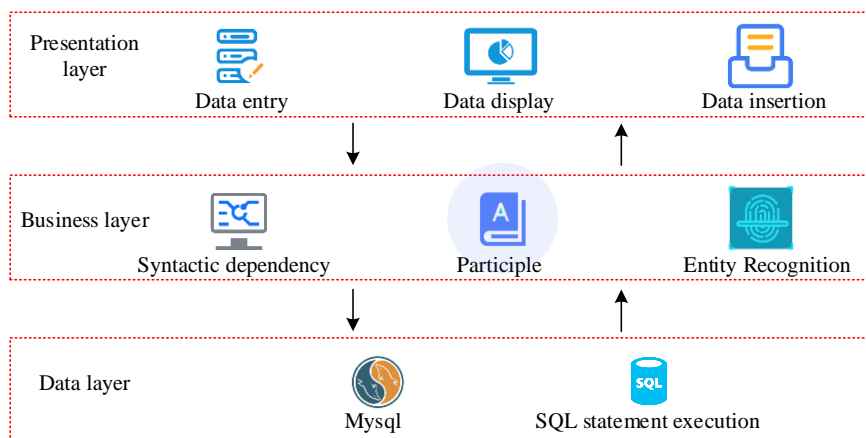 Presentation
layer
Data entry
Data display
Data insertion
Business layer
A
Syntactic dependency
Participle
Entity Recognition
Data layer
SQL
Mysql
SQL statement execution